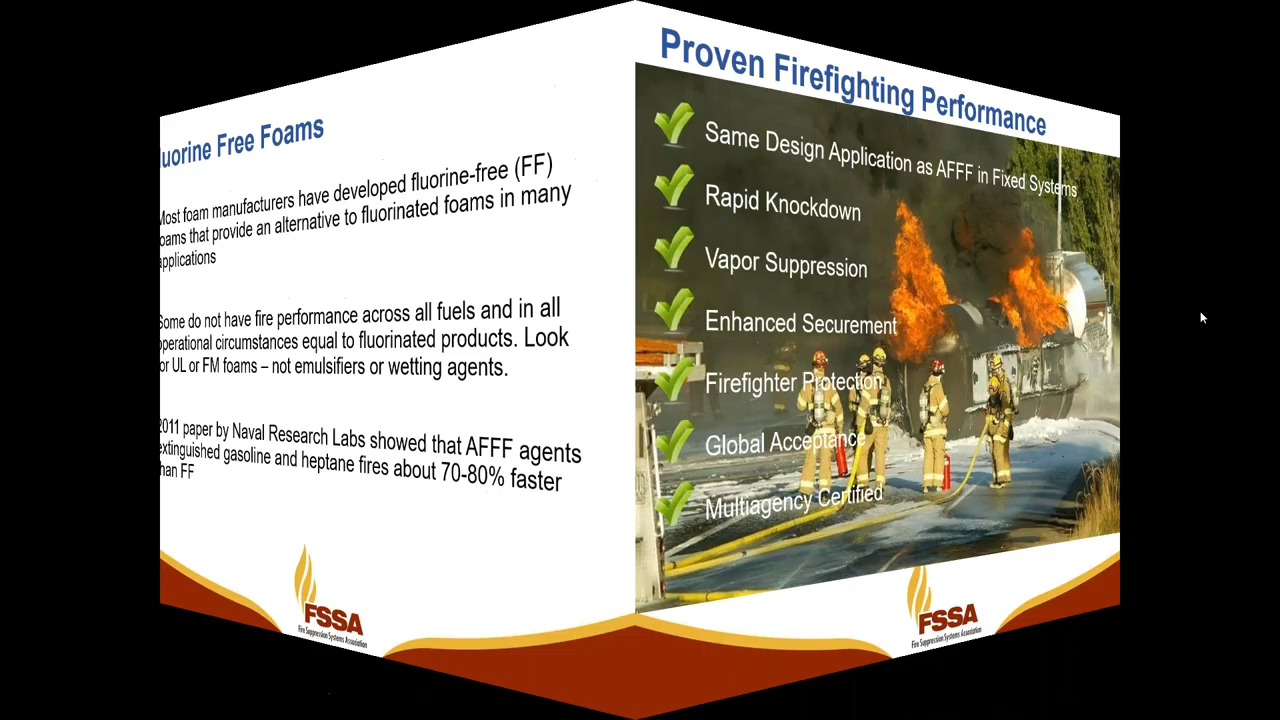 luorine Free Foams
Most foam manufacturers have developed fluorine-free (FF)
oams that provide an alternative to fluorinated foams in many
applications
Some do not have fire performance across all fuels and in all
operational circumstances equal to fluorinated products. Look
or UL or FM foams – not emulsifiers or wetting agents.
2011 paper by Naval Research Labs showed that AFFF agents
extinguished gasoline and heptane fires about 70-80% faster
than FF
FSSA
Fire Suppression Systems Association
Proven Firefighting Performance
Same Design Application as AFFF in Fixed Systems
Rapid Knockdown
Vapor Suppression
Enhanced Securement
Firefighter Protection
Global Acceptance
Multiagency Certified
FSSA
Fire Suppression Systems Association